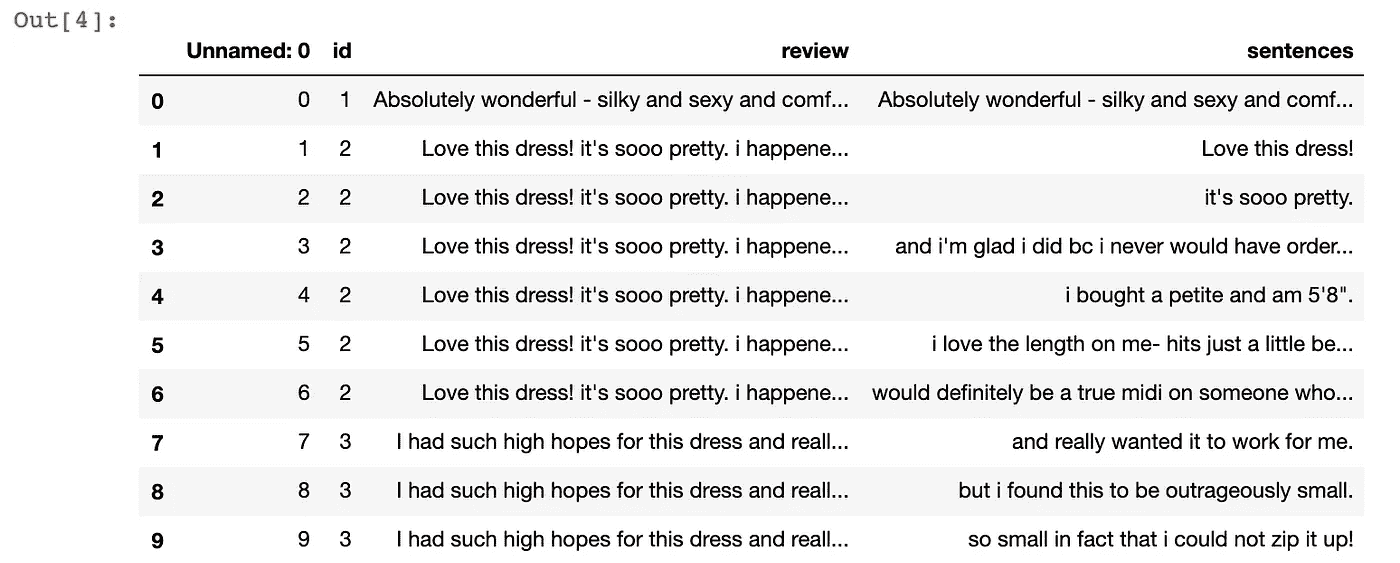 Out[4]:
Unnamed: 0 id review sentences
0 0 1 Absolutely wonderful - silky and sexy and comf... Absolutely wonderful - silky and sexy and comf...
1 1 2 Love this dress! it's sooo pretty. i happene... Love this dress!
2 2 2 Love this dress! it's sooo pretty. i happene... it's sooo pretty.
3 3 2 Love this dress! it's sooo pretty. i happene... and i'm glad i did bc i never would have order...
4 4 2 Love this dress! it's sooo pretty. i happene... i bought a petite and am 5'8".
5 5 2 Love this dress! it's sooo pretty. i happene... i love the length on me- hits just a little be...
6 6 2 Love this dress! it's sooo pretty. i happene... would definitely be a true midi on someone who...
7 7 3 I had such high hopes for this dress and reall... and really wanted it to work for me.
8 8 3 I had such high hopes for this dress and reall... but i found this to be outrageously small.
9 9 3 I had such high hopes for this dress and reall... so small in fact that i could not zip it up!